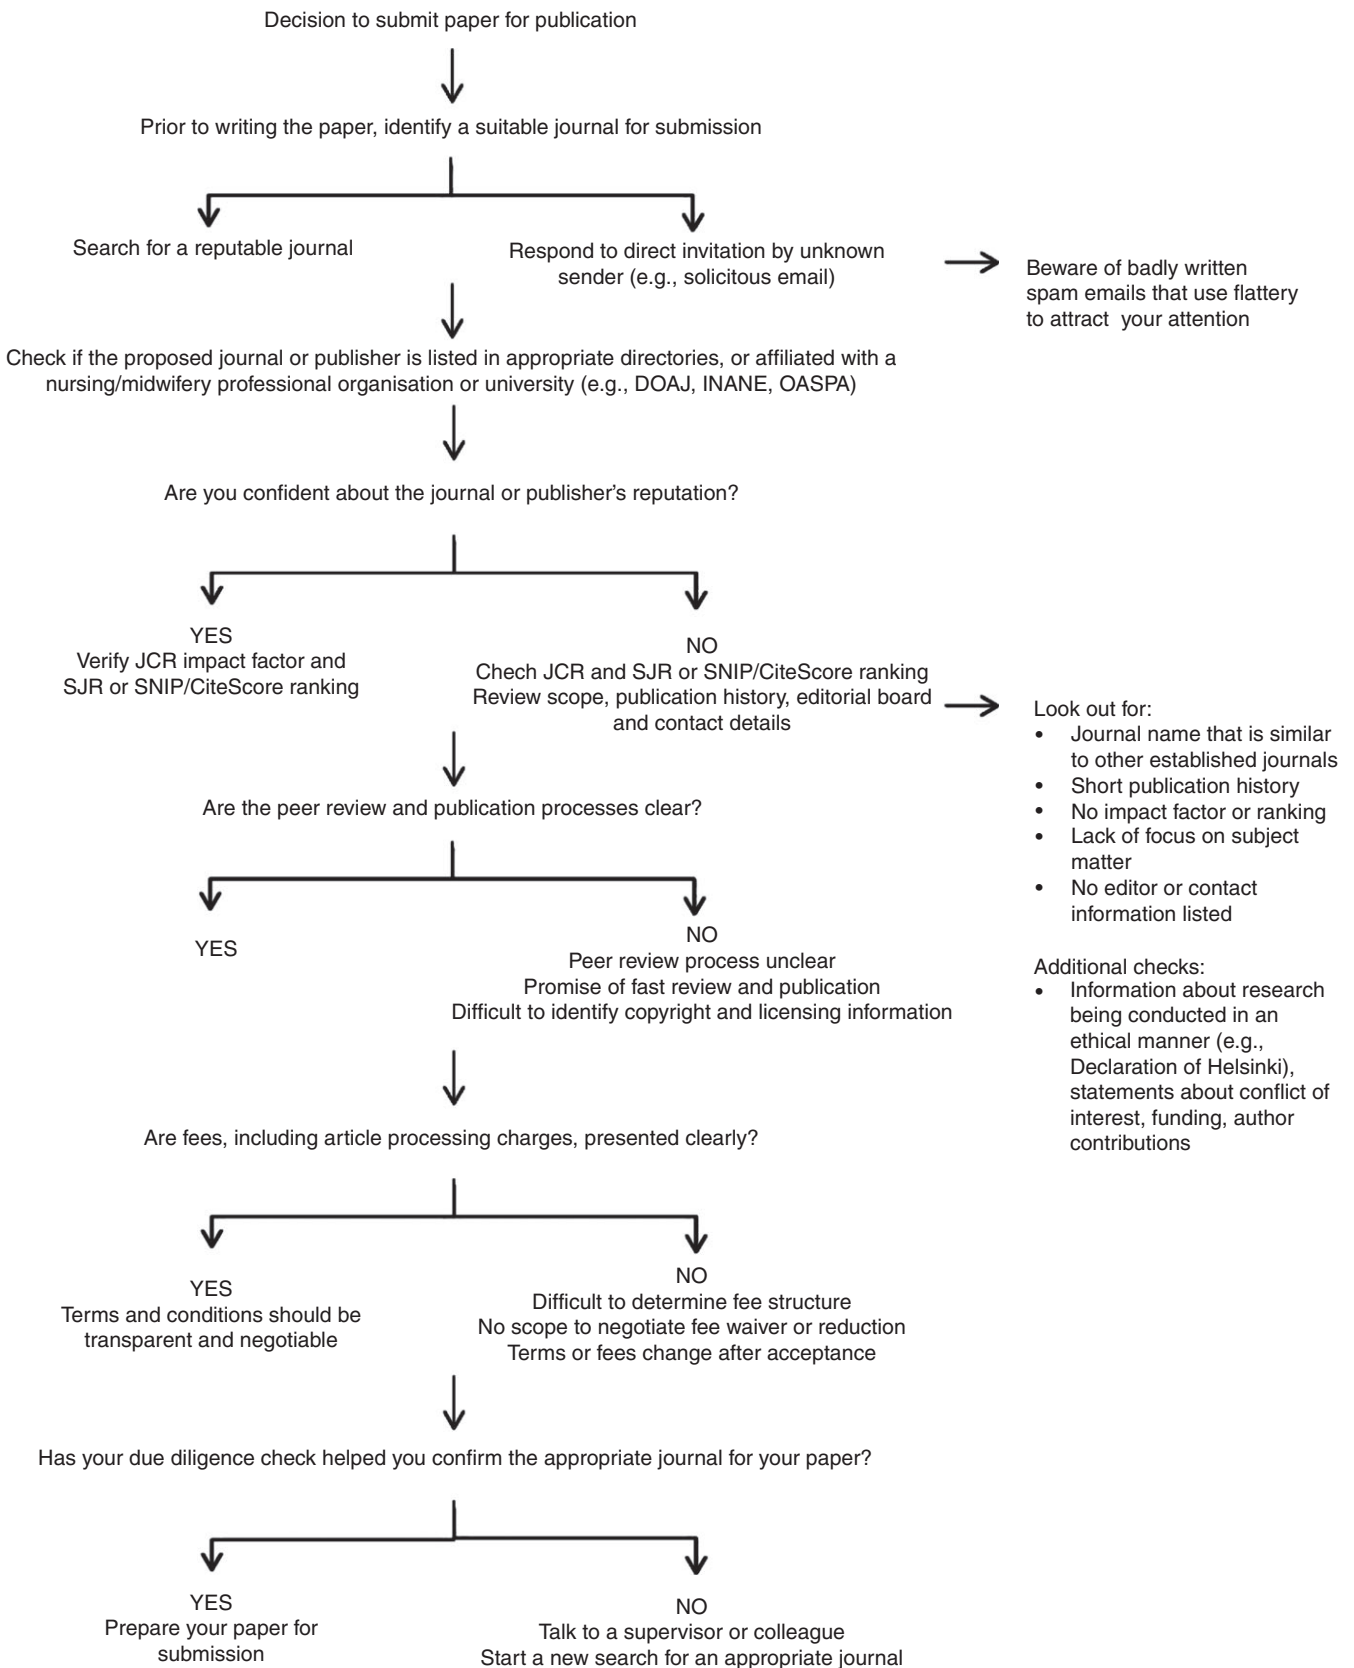 Decision to submit paper for publication
Prior to writing the paper, identify a suitable journal for submission
Search for a reputable journal
Respond to direct invitation by unknown
sender (e.g., solicitous email)
Beware of badly written
spam emails that use flattery
to attract your attention
Check if the proposed journal or publisher is listed in appropriate directories, or affiliated with a
nursing/midwifery professional organisation or university (e.g., DOAJ, INANE, OASPA)
Are you confident about the journal or publisher's reputation?
YES
Verify JCR impact factor and
SJR or SNIP/CiteScore ranking
NO
Chech JCR and SJR or SNIP/CiteScore ranking
Review scope, publication history, editorial board
and contact details
Look out for:
• Journal name that is similar
to other established journals
• Short publication history
• No impact factor or ranking
• Lack of focus on subject
matter
• No editor or contact
information listed
Additional checks:
• Information about research
being conducted in an
ethical manner (e.g.,
Declaration of Helsinki),
statements about conflict of
interest, funding, author
contributions
Are the peer review and publication processes clear?
YES
NO
Peer review process unclear
Promise of fast review and publication
Difficult to identify copyright and licensing information
Are fees, including article processing charges, presented clearly?
YES
Terms and conditions should be
transparent and negotiable
NO
Difficult to determine fee structure
No scope to negotiate fee waiver or reduction
Terms or fees change after acceptance
Has your due diligence check helped you confirm the appropriate journal for your paper?
YES
Prepare your paper for
submission
NO
Talk to a supervisor or colleague
Start a new search for an appropriate journal